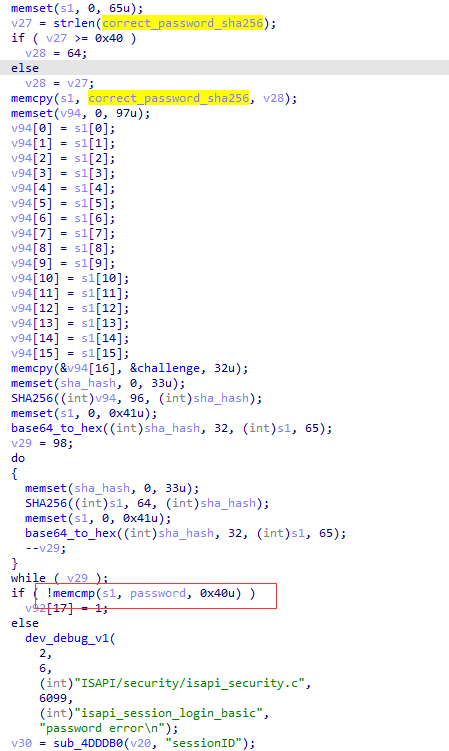 memset(s1, 0, 65u);
v27 = strlen(correct_password_sha256);
if ( v27 >= 0x40 )
  v28 = 64;
else
  v28 = v27;
memcpy(s1, correct_password_sha256, v28);
memset(v94, 0, 97u);
v94[0] = s1[0];
v94[1] = s1[1];
v94[2] = s1[2];
v94[3] = s1[3];
v94[4] = s1[4];
v94[5] = s1[5];
v94[6] = s1[6];
v94[7] = s1[7];
v94[8] = s1[8];
v94[9] = s1[9];
v94[10] = s1[10];
v94[11] = s1[11];
v94[12] = s1[12];
v94[13] = s1[13];
v94[14] = s1[14];
v94[15] = s1[15];
memcpy(&v94[16], &challenge, 32u);
memset(sha_hash, 0, 33u);
SHA256((int)v94, 96, (int)sha_hash);
memset(s1, 0, 0x41u);
base64_to_hex((int)sha_hash, 32, (int)s1, 65);
v29 = 98;
do
{
  memset(sha_hash, 0, 33u);
  SHA256((int)s1, 64, (int)sha_hash);
  memset(s1, 0, 0x41u);
  base64_to_hex((int)sha_hash, 32, (int)s1, 65);
  --v29;
}
while ( v29 );
if ( !memcmp(s1, password, 0x40u) )
  v92[17] = 1;
else
  dev_debug_v1(
    2,
    6,
    (int)"ISAPI/security/isapi_security.c",
    6099,
    (int)"isapi_session_login_basic",
    "password error\n");
v30 = sub_4DDDB0(v20, "sessionID");